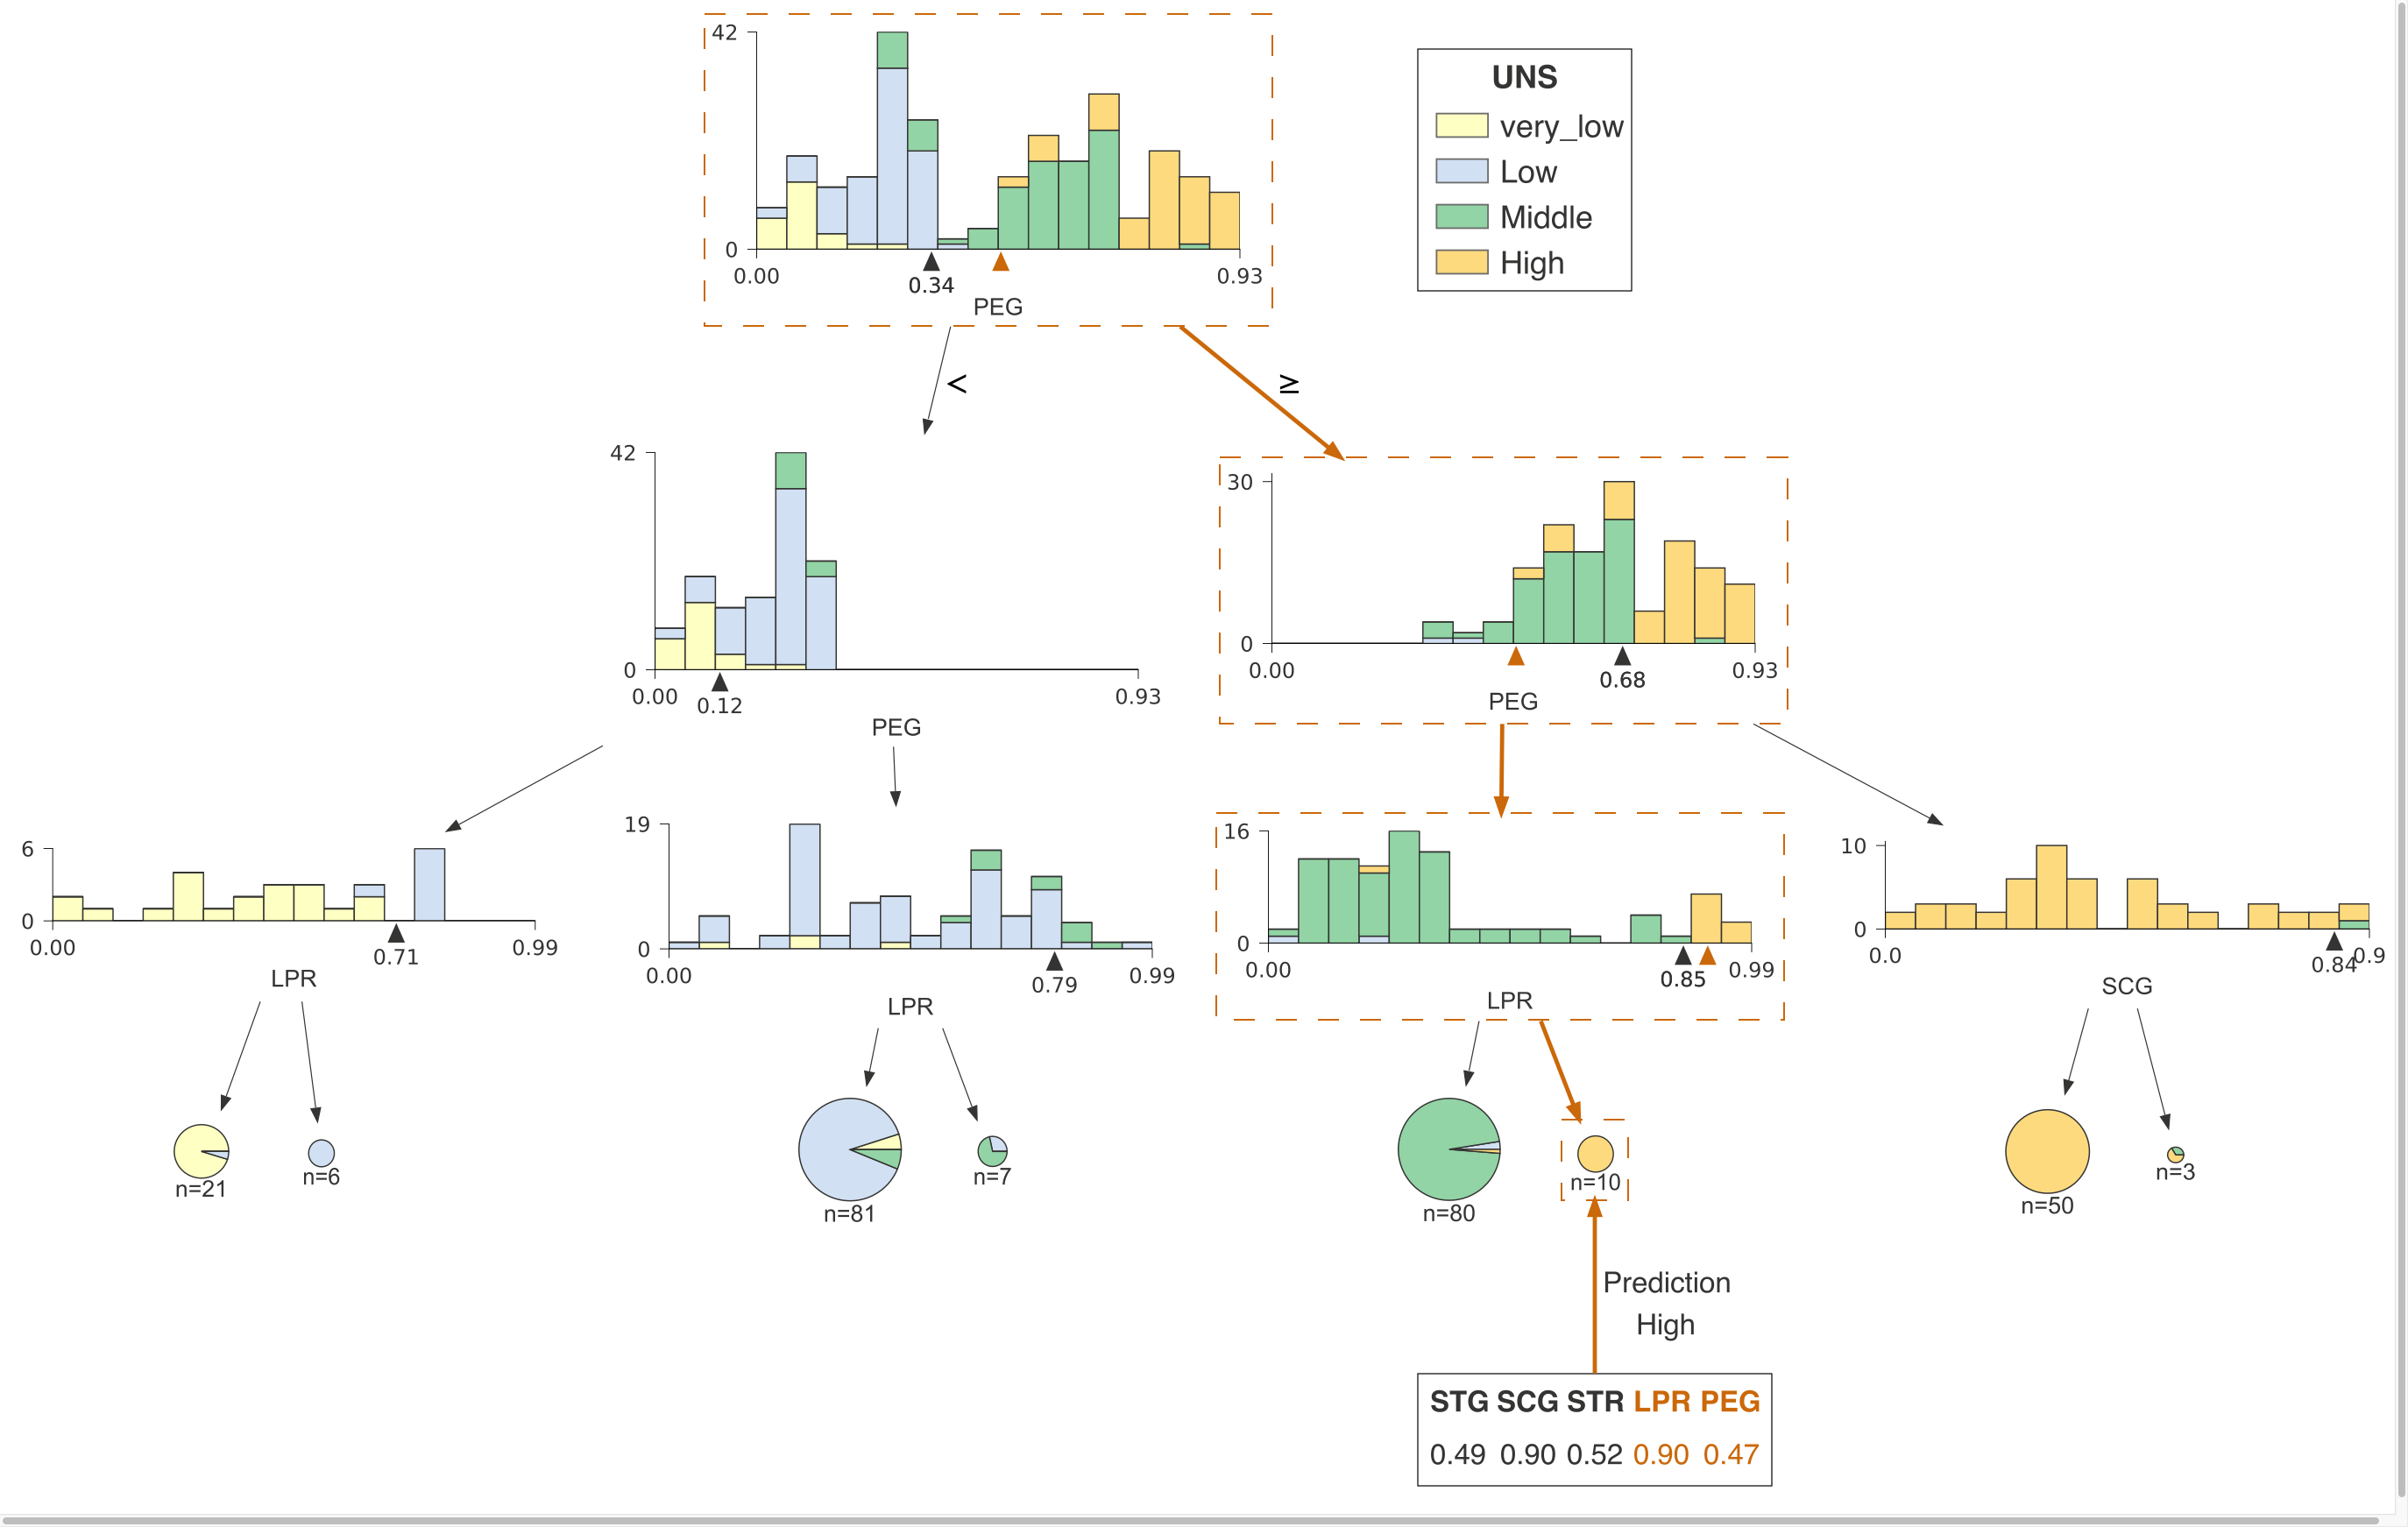 42
0
0.00
0.34
0.93
PEG
UNS
very_low
Low
Middle
High
<
≥
42
0
0.00
0.12
0.93
PEG
30
0
0.00
0.68
0.93
PEG
6
0
0.00
0.71
0.99
LPR
19
0
0.00
0.79
0.99
LPR
16
0
0.00
0.85
0.99
LPR
10
0
0.0
0.84
0.9
SCG
n=21
n=6
n=81
n=7
n=80
n=10
n=50
n=3
Prediction
High
STG SCG STR LPR PEG
0.49 0.90 0.52 0.90 0.47